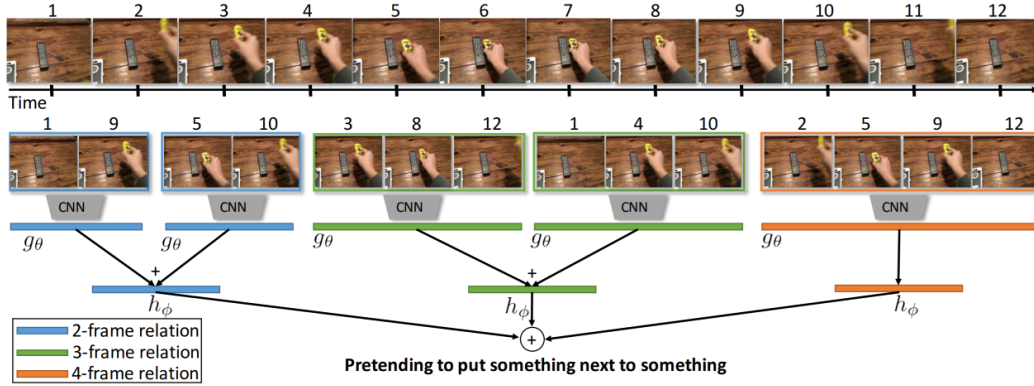 1 2 3 4 5 6 7 8 9 10 11 12
Time
1 9 5 10 3 8 12 1 4 10 2 5 9 12
CNN CNN CNN CNN CNN
gθ gθ gθ gθ gθ
+ +
hϕ hϕ hϕ
+
2-frame relation
3-frame relation
4-frame relation
Pretending to put something next to something